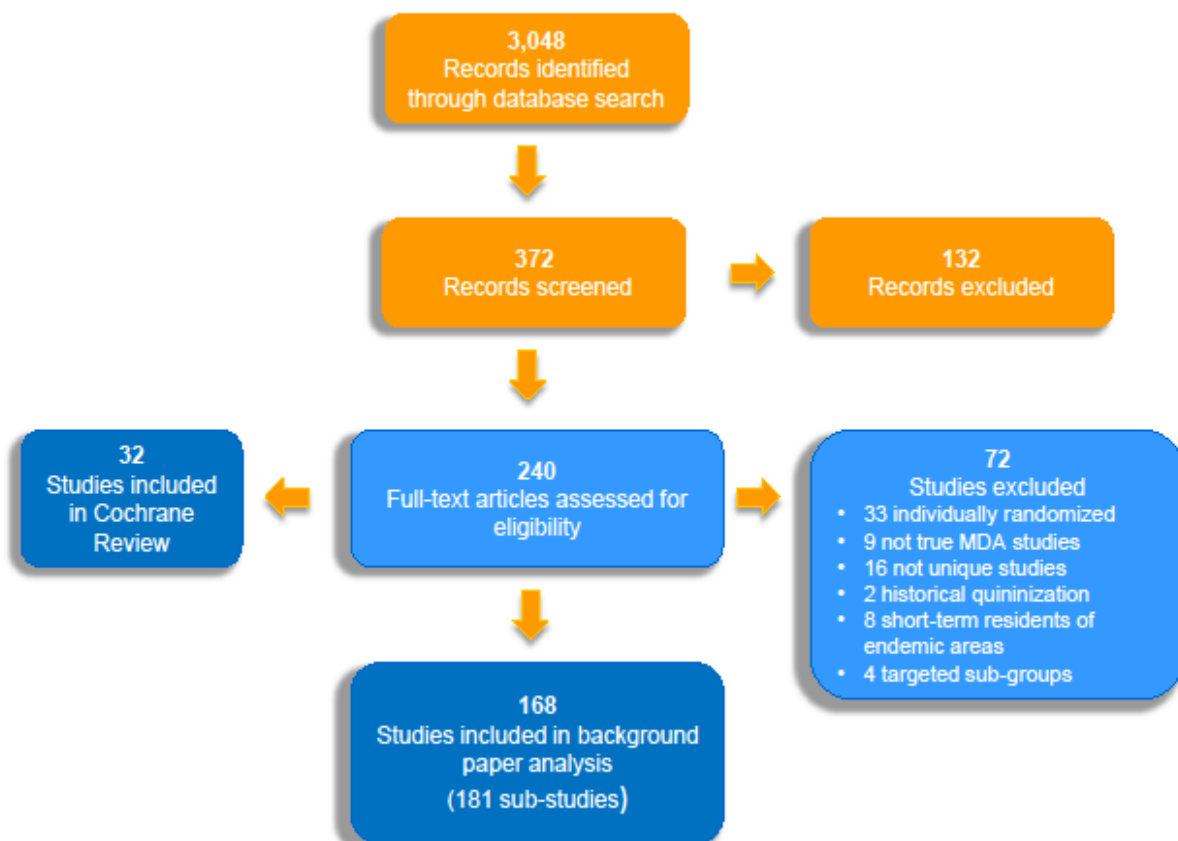 3,048
Records identified
through database search
372
Records screened
132
Records excluded
32
Studies included
in Cochrane
Review
240
Full-text articles assessed for
eligibility
72
Studies excluded
• 33 individually randomized
• 9 not true MDA studies
• 16 not unique studies
• 2 historical quininization
• 8 short-term residents of
endemic areas
• 4 targeted sub-groups
168
Studies included in background
paper analysis
(181 sub-studies)